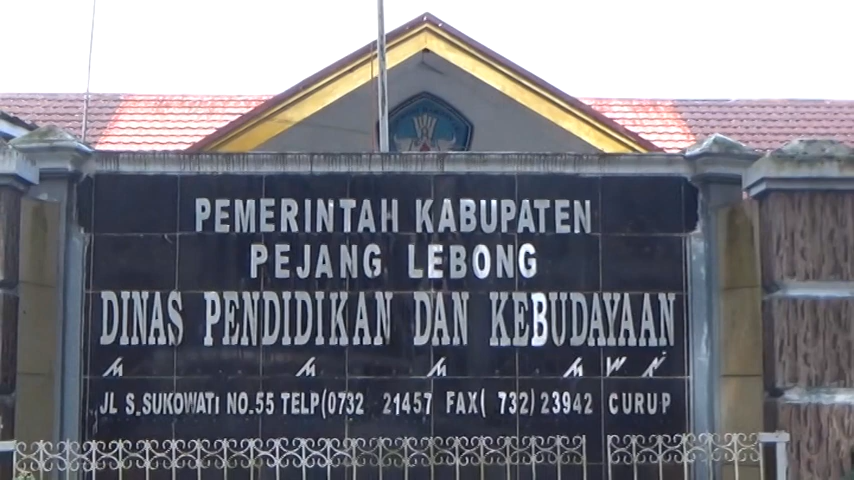 PEMERINTAH KABUPATEN
PEJANG LEBONG
DINAS PENDIDIKAN DAN KEBUDAYAAN
JL S.SUKOWATI NO.55 TELP(0732 21457 FAX( 732) 23942 CURUP